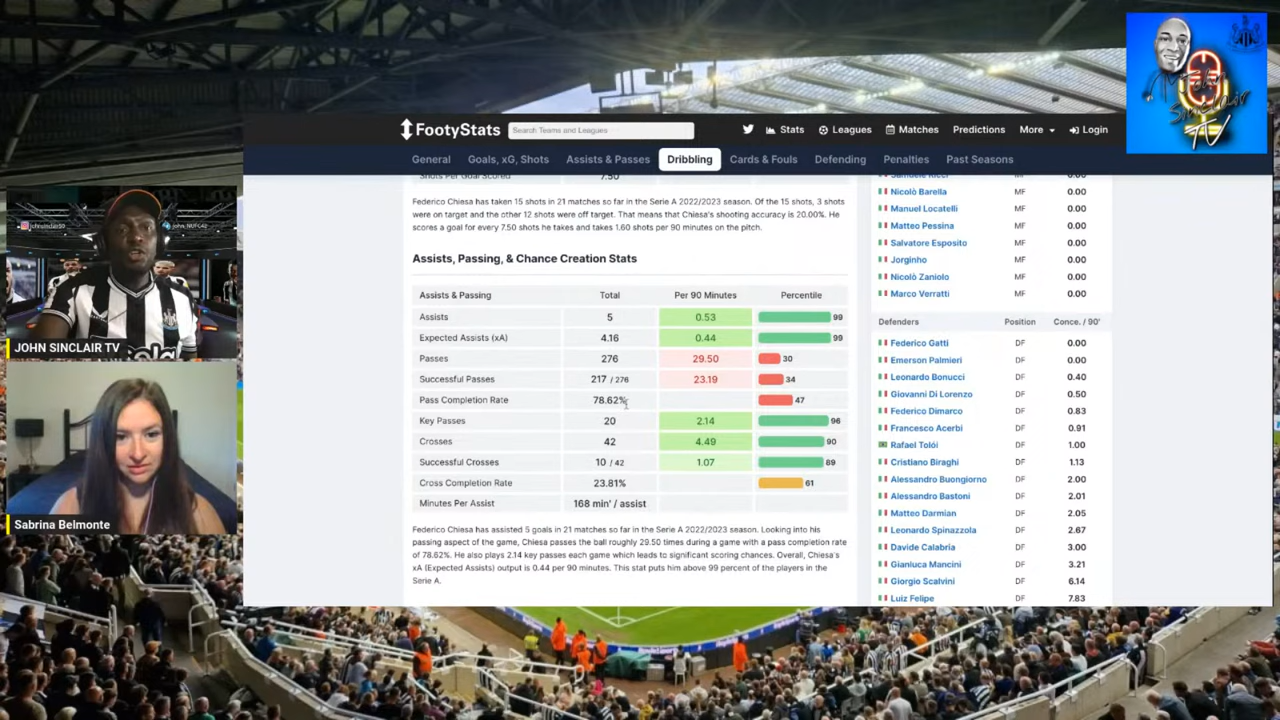 FootyStats
Search Teams and Leagues
Stats
Leagues
Matches
Predictions
More
Login
General
Goals, xG, Shots
Assists & Passes
Dribbling
Cards & Fouls
Defending
Penalties
Past Seasons
John
Sinclair
TV
johnsinclair50
John_NUFC42
JOHN SINCLAIR TV
Sabrina Belmonte
Shots Per Goal Scored 7.50
Federico Chiesa has taken 15 shots in 21 matches so far in the Serie A 2022/2023 season. Of the 15 shots, 3 shots
were on target and the other 12 shots were off target. That means that Chiesa's shooting accuracy is 20.00%. He
scores a goal for every 7.50 shots he takes and takes 1.60 shots per 90 minutes on the pitch.
Assists, Passing, & Chance Creation Stats
Assists & Passing Total Per 90 Minutes Percentile
Assists 5 0.53 99
Expected Assists (xA) 4.16 0.44 99
Passes 276 29.50 30
Successful Passes 217 / 276 23.19 34
Pass Completion Rate 78.62% 47
Key Passes 20 2.14 96
Crosses 42 4.49 90
Successful Crosses 10 / 42 1.07 89
Cross Completion Rate 23.81% 61
Minutes Per Assist 168 min' / assist
Federico Chiesa has assisted 5 goals in 21 matches so far in the Serie A 2022/2023 season. Looking into his
passing aspect of the game, Chiesa passes the ball roughly 29.50 times during a game with a pass completion rate
of 78.62%. He also plays 2.14 key passes each game which leads to significant scoring chances. Overall, Chiesa's
xA (Expected Assists) output is 0.44 per 90 minutes. This stat puts him above 99 percent of the players in the
Serie A.
Samuele Ricci MF 0.00
Nicolò Barella MF 0.00
Manuel Locatelli MF 0.00
Matteo Pessina MF 0.00
Salvatore Esposito MF 0.00
Jorginho MF 0.00
Nicolò Zaniolo MF 0.00
Marco Verratti MF 0.00
Defenders Position Conce. / 90'
Federico Gatti DF 0.00
Emerson Palmieri DF 0.00
Leonardo Bonucci DF 0.40
Giovanni Di Lorenzo DF 0.50
Federico Dimarco DF 0.83
Francesco Acerbi DF 0.91
Rafael Tolói DF 1.00
Cristiano Biraghi DF 1.13
Alessandro Buongiorno DF 2.00
Alessandro Bastoni DF 2.01
Matteo Darmian DF 2.05
Leonardo Spinazzola DF 2.67
Davide Calabria DF 3.00
Gianluca Mancini DF 3.21
Giorgio Scalvini DF 6.14
Luiz Felipe DF 7.83